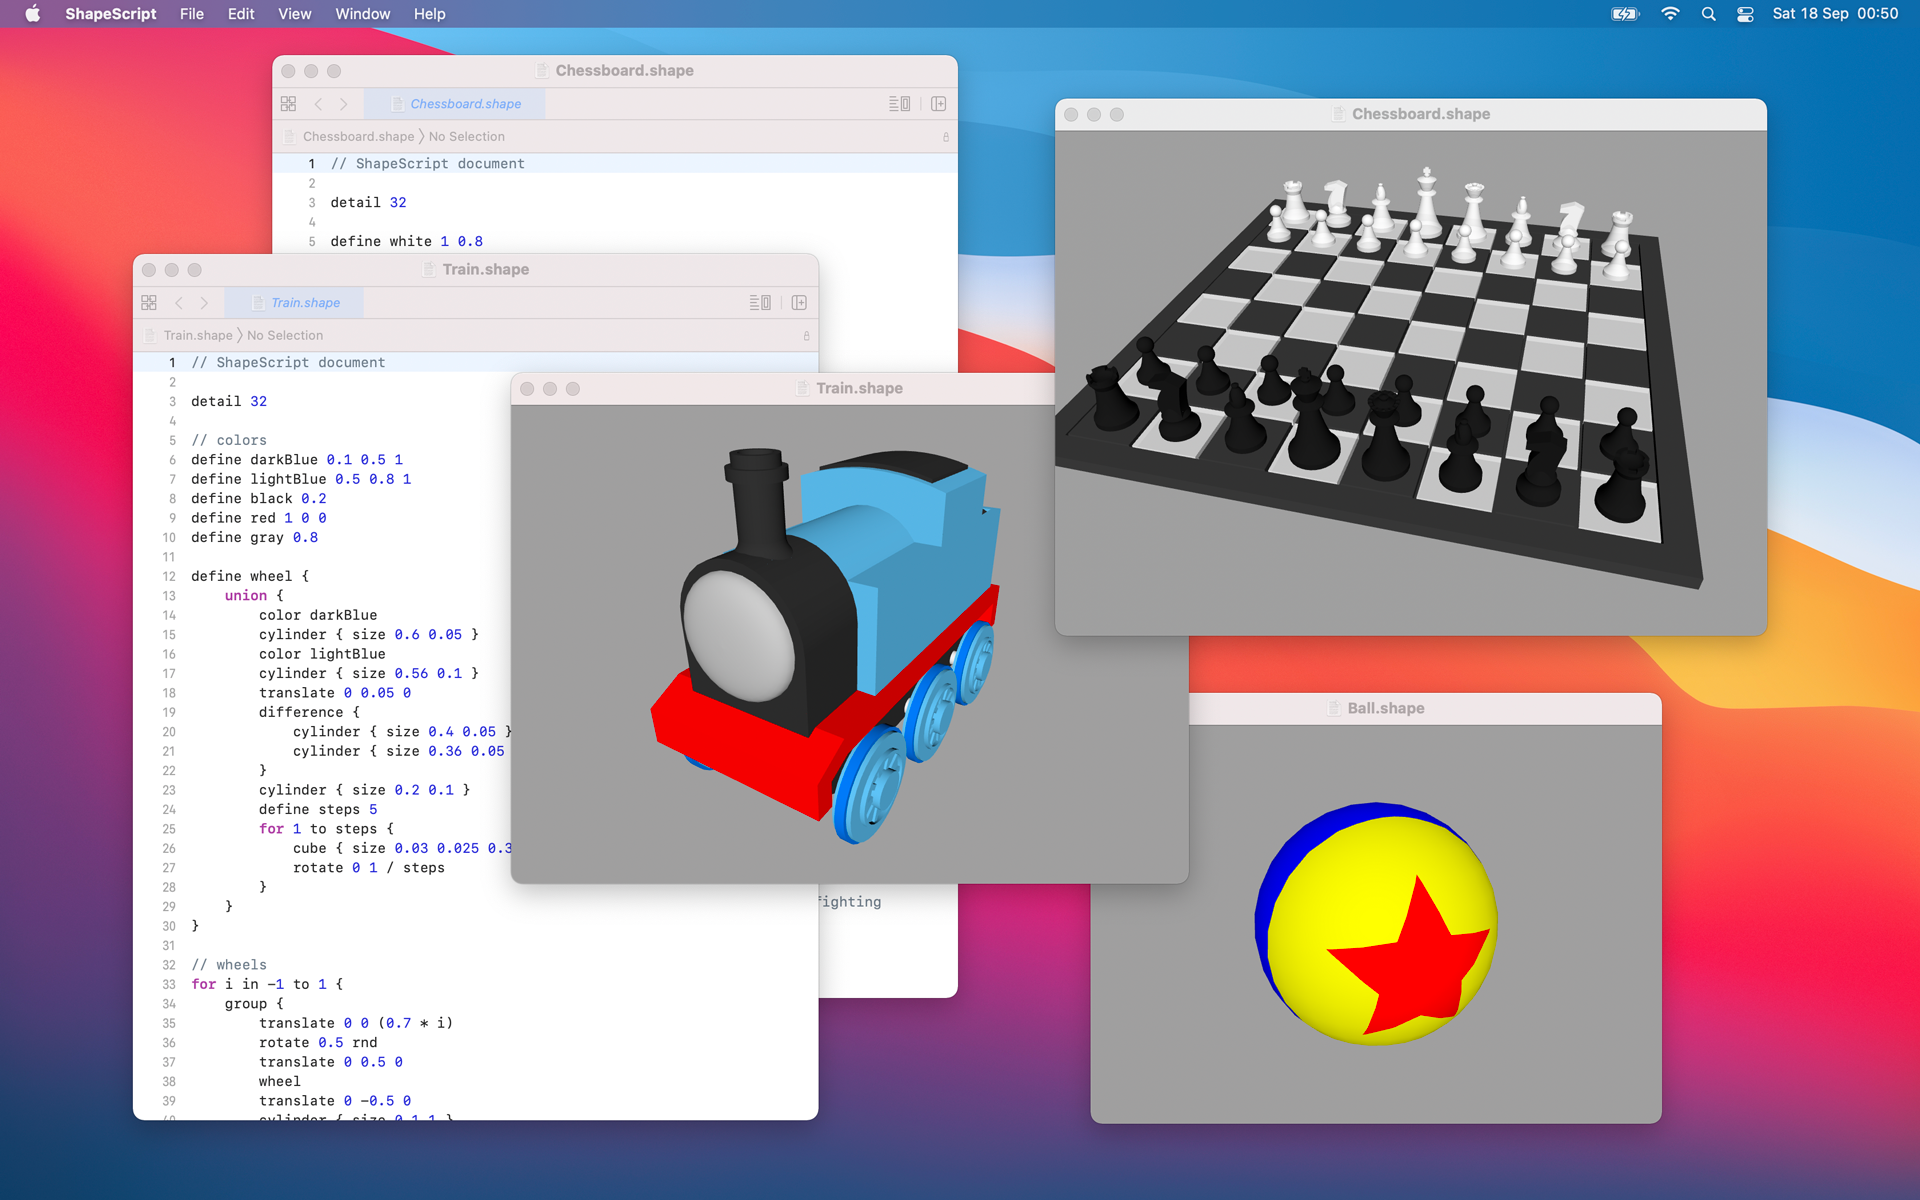 ShapeScript File Edit View Window Help
Sat 18 Sep 00:50
Chessboard.shape
Chessboard.shape
Chessboard.shape 〉 No Selection
1 // ShapeScript document
2
3 detail 32
4
5 define white 1 0.8
fighting
Train.shape
Train.shape
Train.shape 〉 No Selection
1 // ShapeScript document
2
3 detail 32
4
5 // colors
6 define darkBlue 0.1 0.5 1
7 define lightBlue 0.5 0.8 1
8 define black 0.2
9 define red 1 0 0
10 define gray 0.8
11
12 define wheel {
13 union {
14 color darkBlue
15 cylinder { size 0.6 0.05 }
16 color lightBlue
17 cylinder { size 0.56 0.1 }
18 translate 0 0.05 0
19 difference {
20 cylinder { size 0.4 0.05 }
21 cylinder { size 0.36 0.05
22 }
23 cylinder { size 0.2 0.1 }
24 define steps 5
25 for 1 to steps {
26 cube { size 0.03 0.025 0.3
27 rotate 0 1 / steps
28 }
29 }
30 }
31
32 // wheels
33 for i in -1 to 1 {
34 group {
35 translate 0 0 (0.7 * i)
36 rotate 0.5 rnd
37 translate 0 0.5 0
38 wheel
39 translate 0 -0.5 0
40 cylinder { size 0.1 1 }
Train.shape
Chessboard.shape
Ball.shape